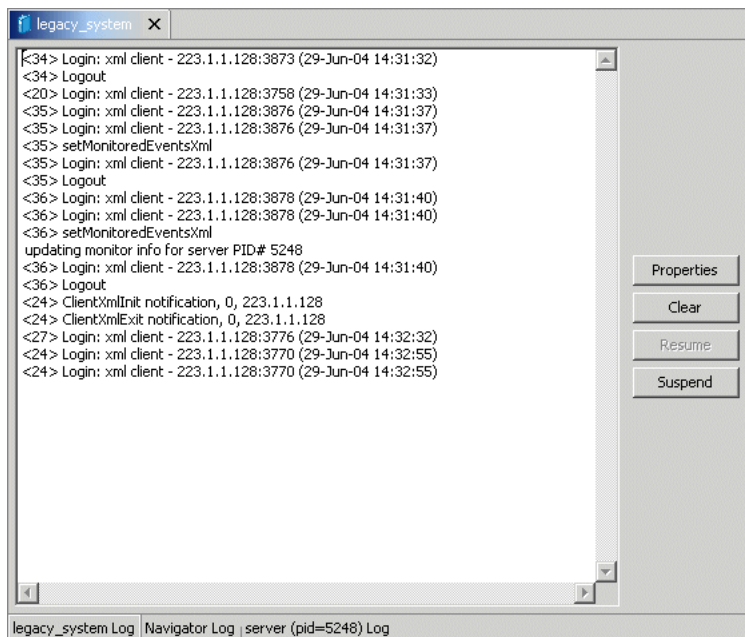 legacy_system X
<34> Login: xml client - 223.1.1.128:3873 (29-Jun-04 14:31:32)
<34> Logout
<20> Login: xml client - 223.1.1.128:3758 (29-Jun-04 14:31:33)
<35> Login: xml client - 223.1.1.128:3876 (29-Jun-04 14:31:37)
<35> Login: xml client - 223.1.1.128:3876 (29-Jun-04 14:31:37)
<35> setMonitoredEventsXml
<35> Login: xml client - 223.1.1.128:3876 (29-Jun-04 14:31:37)
<35> Logout
<36> Login: xml client - 223.1.1.128:3878 (29-Jun-04 14:31:40)
<36> Login: xml client - 223.1.1.128:3878 (29-Jun-04 14:31:40)
<36> setMonitoredEventsXml
updating monitor info for server PID# 5248
<36> Login: xml client - 223.1.1.128:3878 (29-Jun-04 14:31:40)
<36> Logout
<24> ClientXmlInit notification, 0, 223.1.1.128
<24> ClientXmlExit notification, 0, 223.1.1.128
<27> Login: xml client - 223.1.1.128:3776 (29-Jun-04 14:32:32)
<24> Login: xml client - 223.1.1.128:3770 (29-Jun-04 14:32:55)
<24> Login: xml client - 223.1.1.128:3770 (29-Jun-04 14:32:55)
Properties
Clear
Resume
Suspend
legacy_system Log Navigator Log server (pid=5248) Log